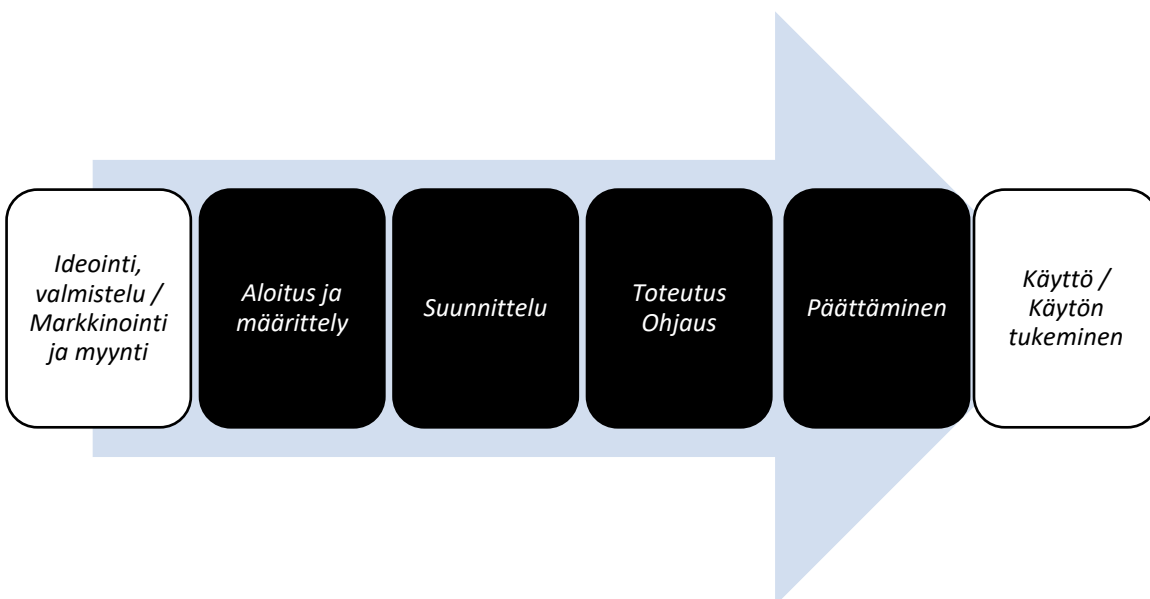 Ideointi,
valmistelu /
Markkinointi
ja myynti
Aloitus ja
määrittely
Suunnittelu
Toteutus
Ohjaus
Päättäminen
Käyttö /
Käytön
tukeminen